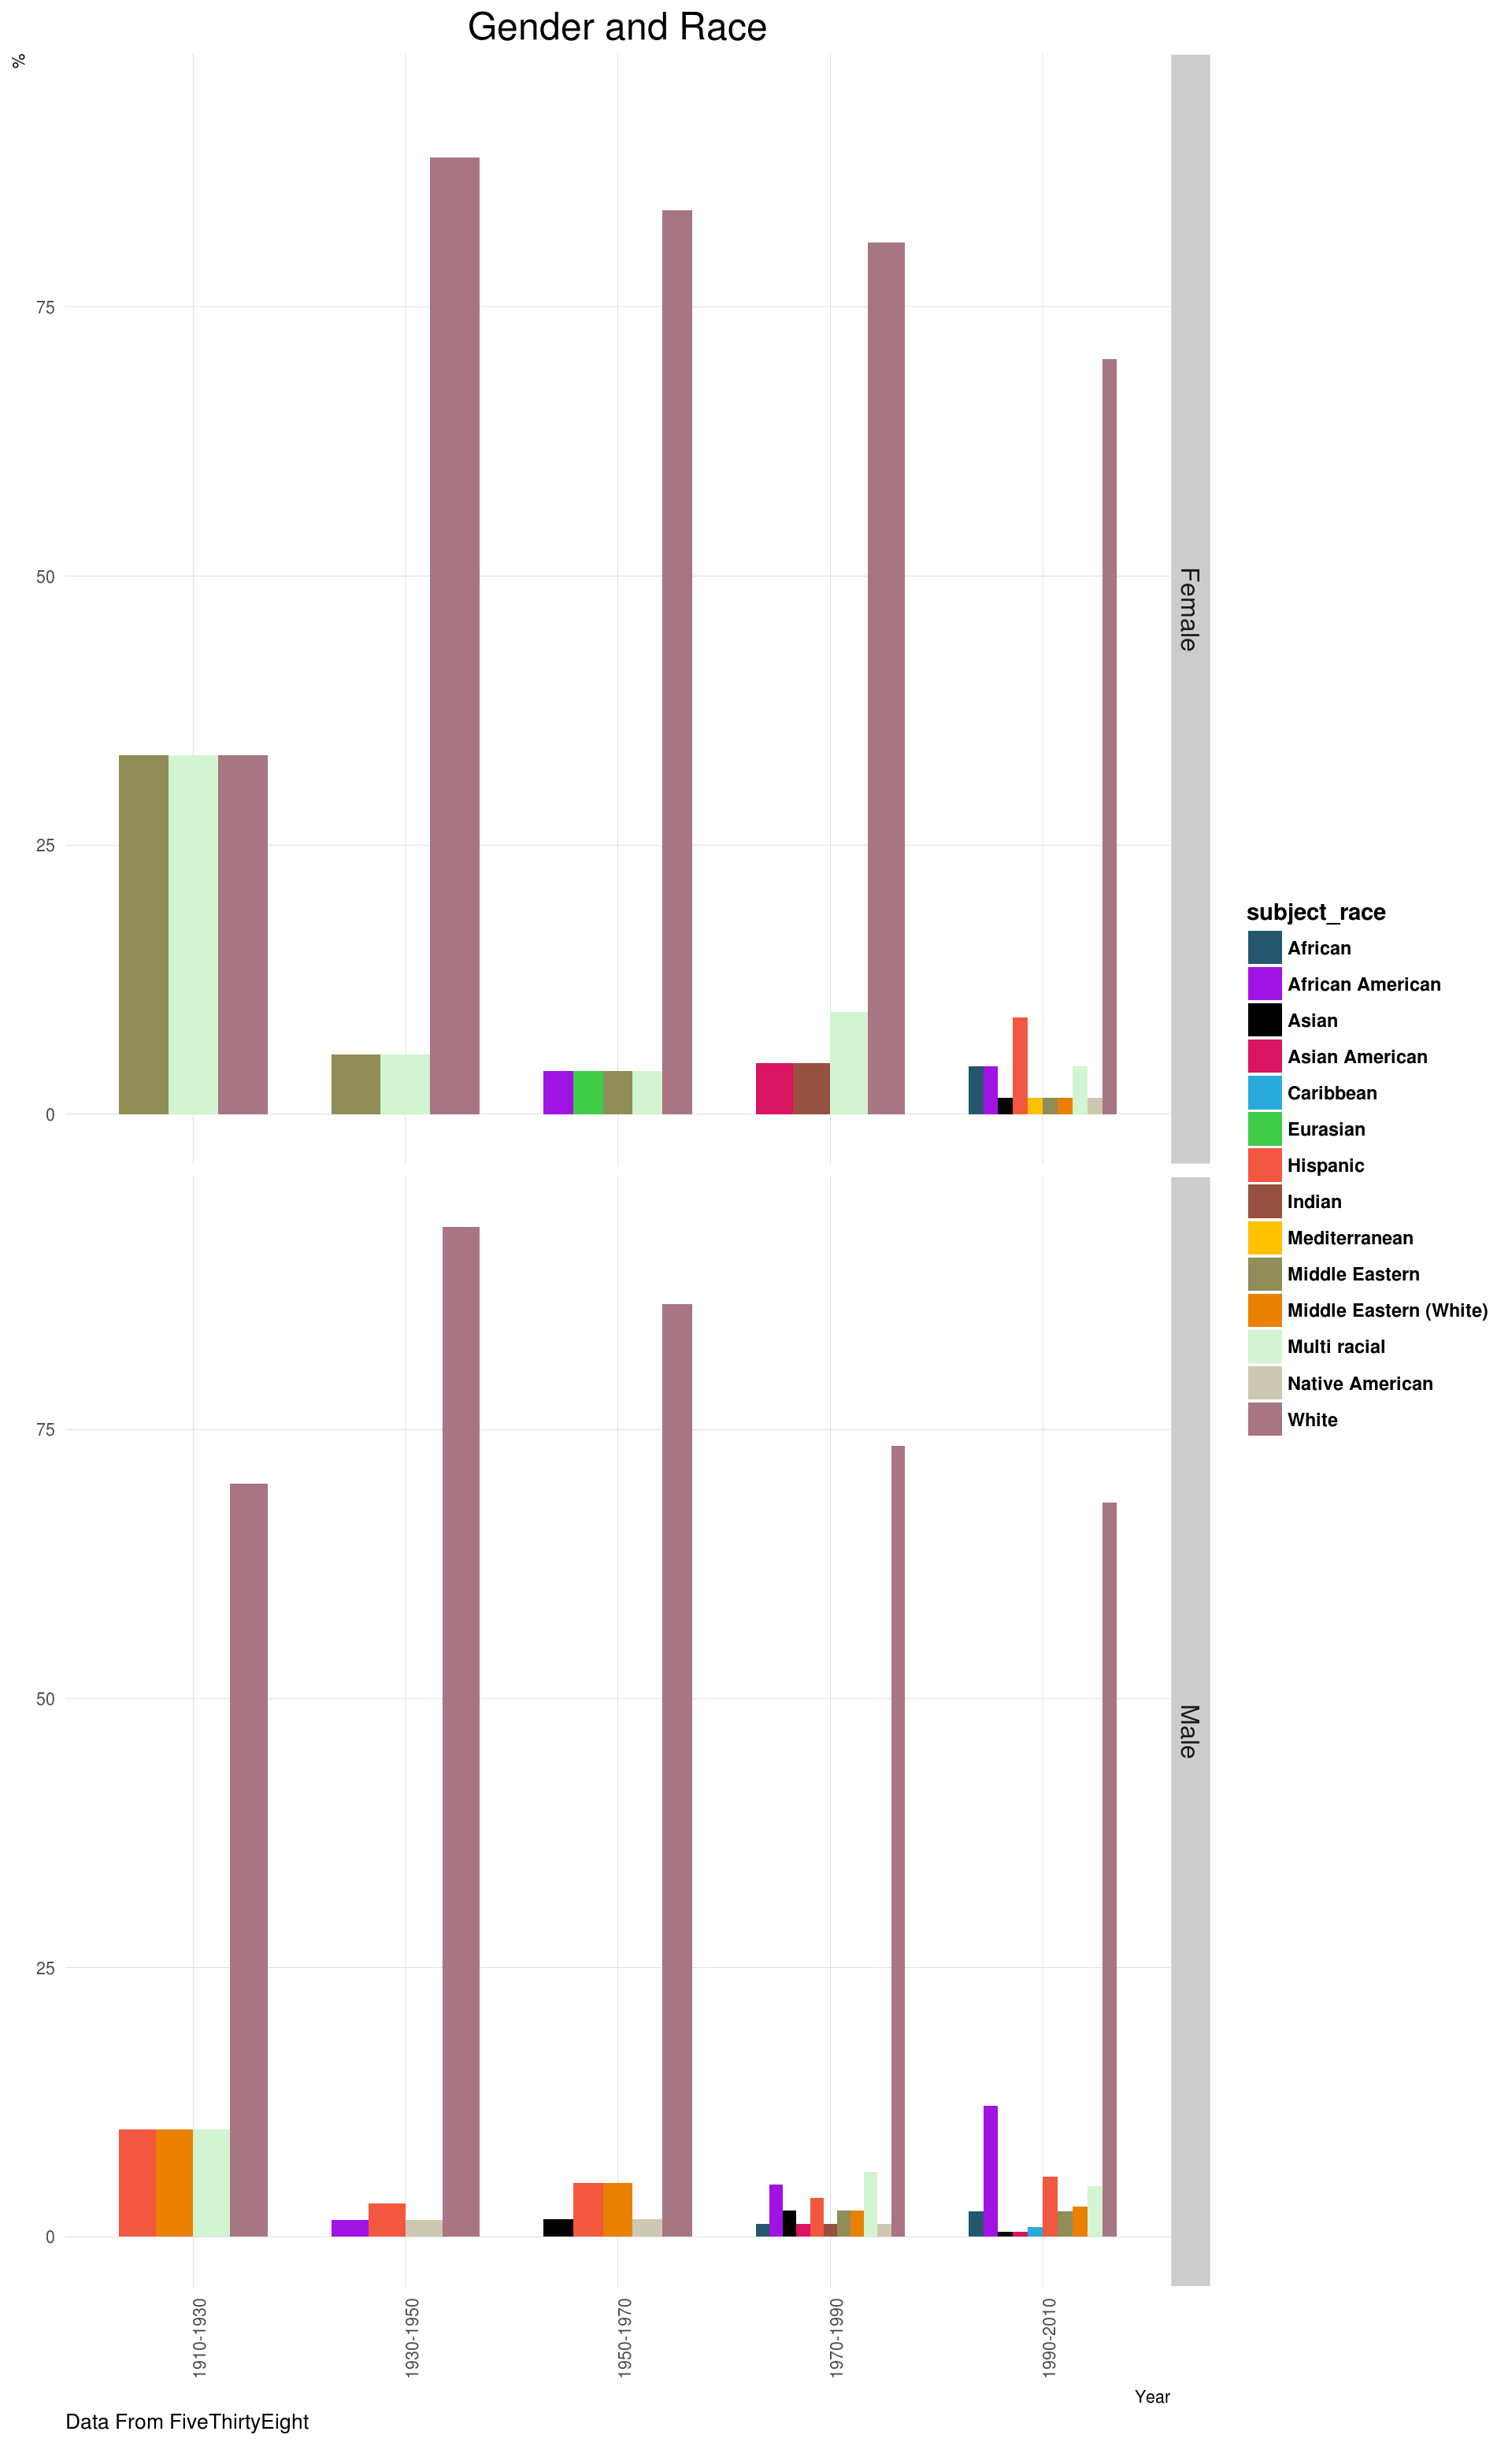 Gender and Race
%
75
50
25
0
Female
75
50
25
0
Male
1910-1930
1930-1950
1950-1970
1970-1990
1990-2010
Year
Data From FiveThirtyEight
subject_race
African
African American
Asian
Asian American
Caribbean
Eurasian
Hispanic
Indian
Mediterranean
Middle Eastern
Middle Eastern (White)
Multi racial
Native American
White